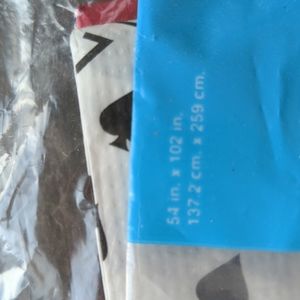 54 in. x 102 in.
137.2 cm. x 259 cm.